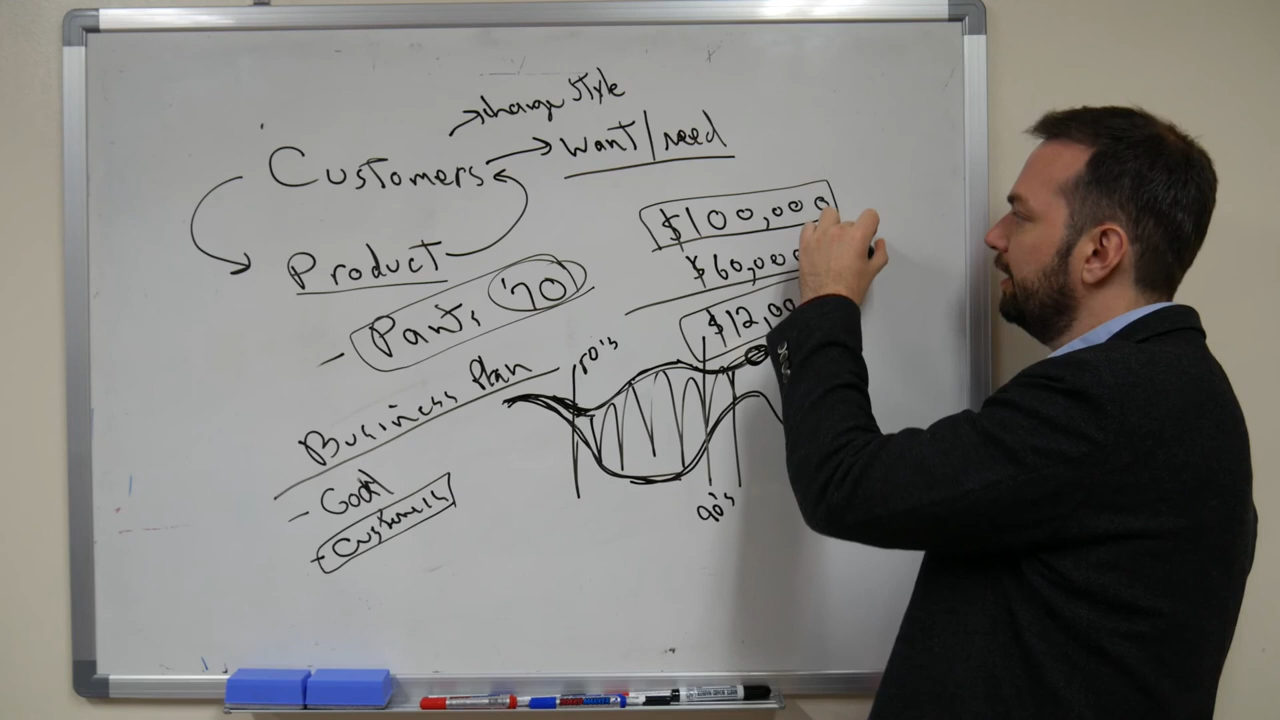 change style
Customers
want/need
Product
$100,000
$60,000
Pants '70
$12,00
Business Plan
- Goal
- Customers
90's